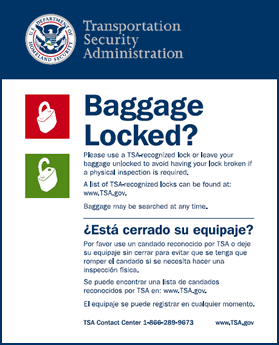 U.S. DEPARTMENT OF HOMELAND SECURITY
Transportation
Security
Administration
Baggage
Locked?
Please use a TSA-recognized lock or leave your
baggage unlocked to avoid having your lock broken if
a physical inspection is required.
A list of TSA-recognized locks can be found at:
www.TSA.gov.
Baggage may be searched at any time.
¿Está cerrado su equipaje?
Por favor use un candado reconocido por TSA o deje
su equipaje sin cerrar para evitar que se tenga que
romper el candado si se necesita hacer una
inspección física.
Se puede encontrar una lista de candados
reconocidos por TSA en: www.TSA.gov.
El equipaje se puede registrar en cualquier momento.
TSA Contact Center 1-866-289-9673 www.TSA.gov